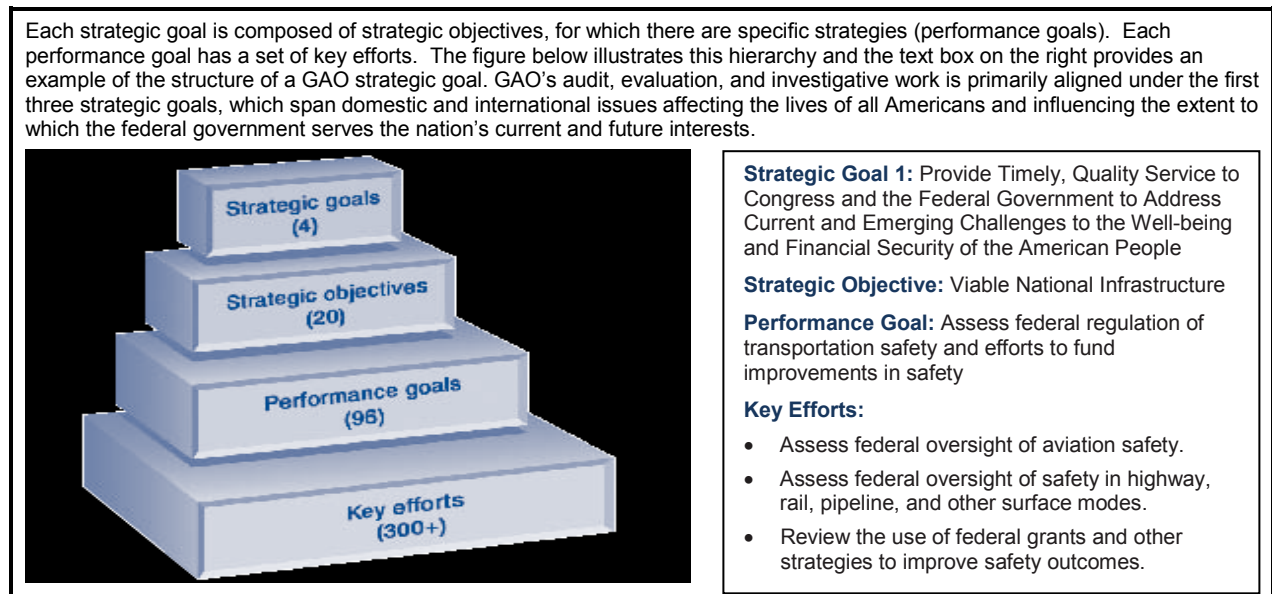 Each strategic goal is composed of strategic objectives, for which there are specific strategies (performance goals).  Each
performance goal has a set of key efforts.  The figure below illustrates this hierarchy and the text box on the right provides an
example of the structure of a GAO strategic goal. GAO’s audit, evaluation, and investigative work is primarily aligned under the first
three strategic goals, which span domestic and international issues affecting the lives of all Americans and influencing the extent to
which the federal government serves the nation’s current and future interests.
Strategic goals
(4)
Strategic objectives
(20)
Performance goals
(96)
Key efforts
(300+)
Strategic Goal 1: Provide Timely, Quality Service to
Congress and the Federal Government to Address
Current and Emerging Challenges to the Well-being
and Financial Security of the American People
Strategic Objective: Viable National Infrastructure
Performance Goal: Assess federal regulation of
transportation safety and efforts to fund
improvements in safety
Key Efforts:
• Assess federal oversight of aviation safety.
• Assess federal oversight of safety in highway,
rail, pipeline, and other surface modes.
• Review the use of federal grants and other
strategies to improve safety outcomes.